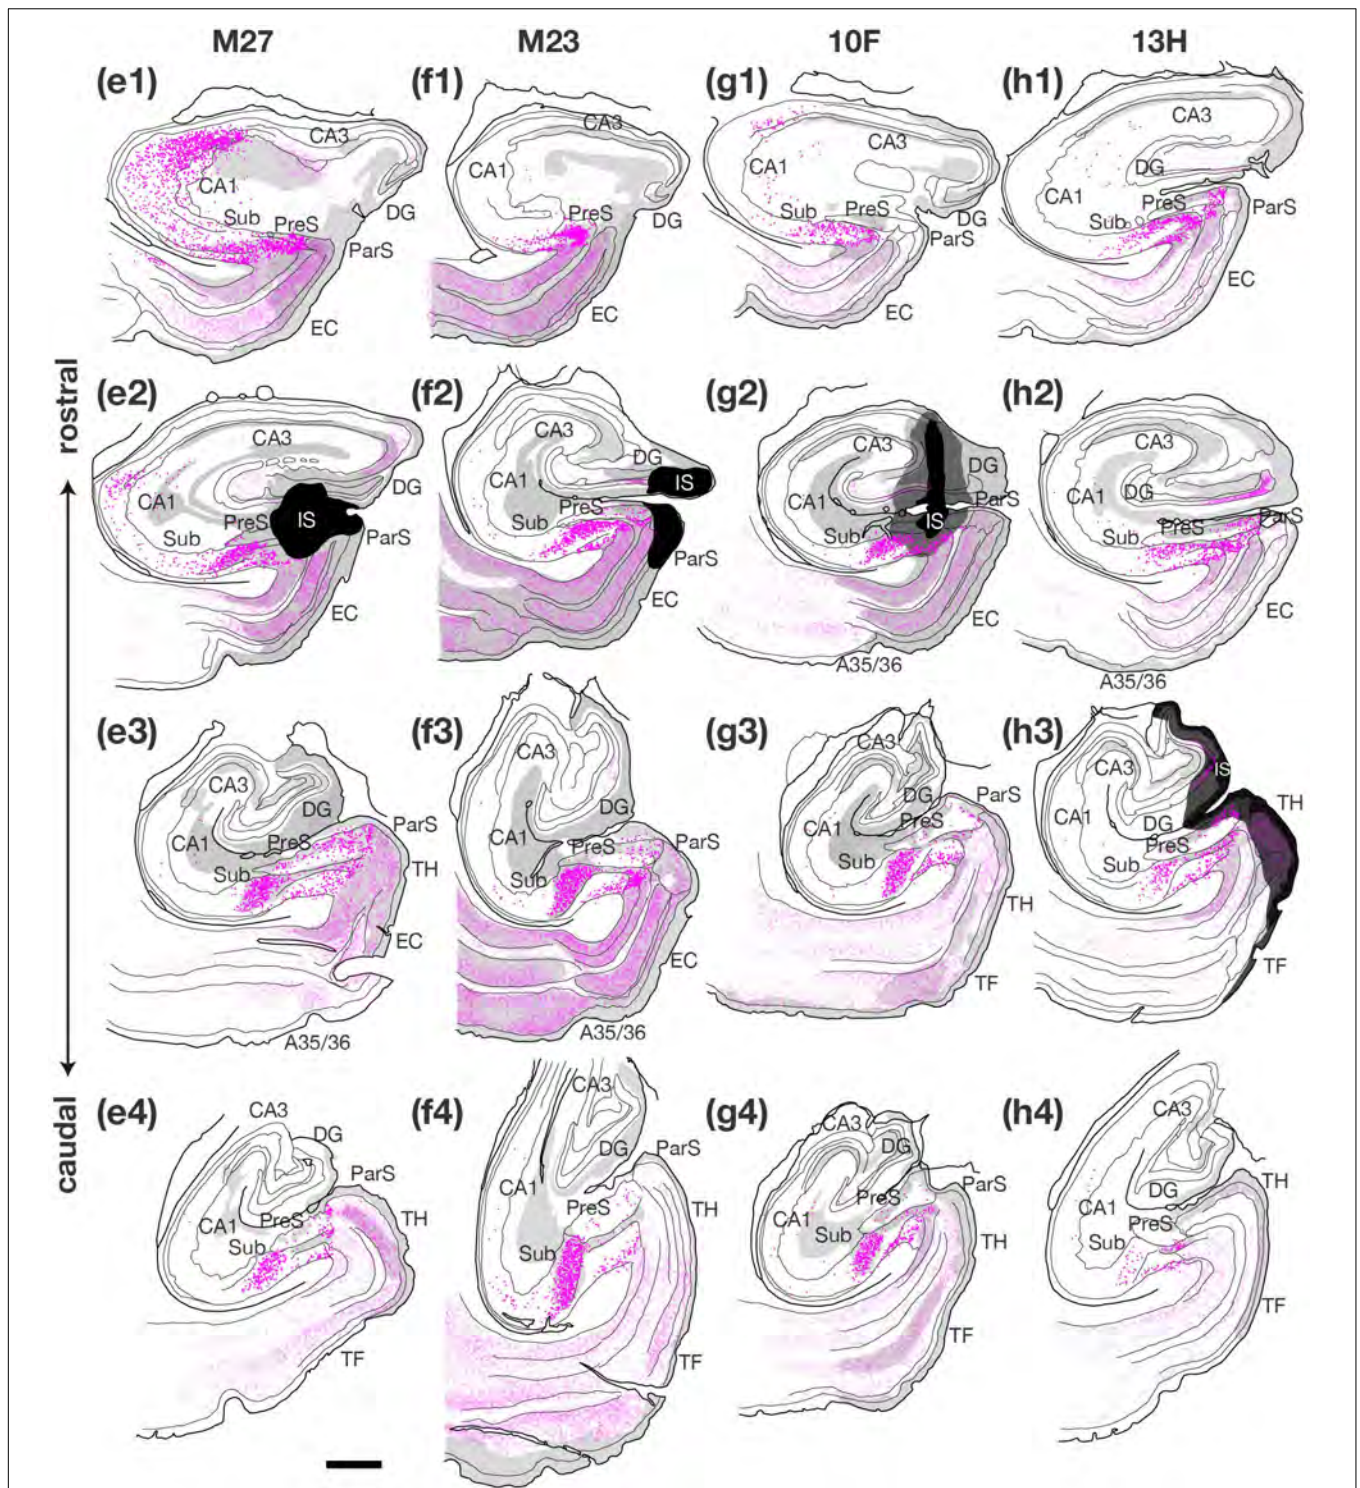 M27 M23 10F 13H
(e1) (f1) (g1) (h1)
CA3 CA3 CA3 CA3
CA1 CA1 CA1 CA1 DG
Sub PreS DG PreS DG Sub PreS DG Sub PreS ParS
ParS ParS
EC EC EC EC
rostral
(e2) (f2) (g2) (h2)
CA3 CA3 CA3 CA3
CA1 DG CA1 DG IS CA1 DG CA1 DG
PreS IS PreS ParS PreS ParS
Sub ParS Sub ParS Sub IS Sub
EC EC EC EC
A35/36 A35/36
(e3) (f3) (g3) (h3)
CA3 CA3 CA3 CA3 IS
DG ParS DG DG ParS DG TH
CA1 PreS CA1 PreS ParS CA1 PreS PreS
Sub TH Sub Sub Sub
EC EC TH TF
A35/36 A35/36 TF
caudal
(e4) (f4) (g4) (h4)
CA3 CA3 CA3 CA3
DG DG ParS DG DG TH
ParS CA1 PreS PreS ParS PreS
CA1 PreS TH TH CA1 TH
Sub Sub Sub Sub
TF TF TF TF